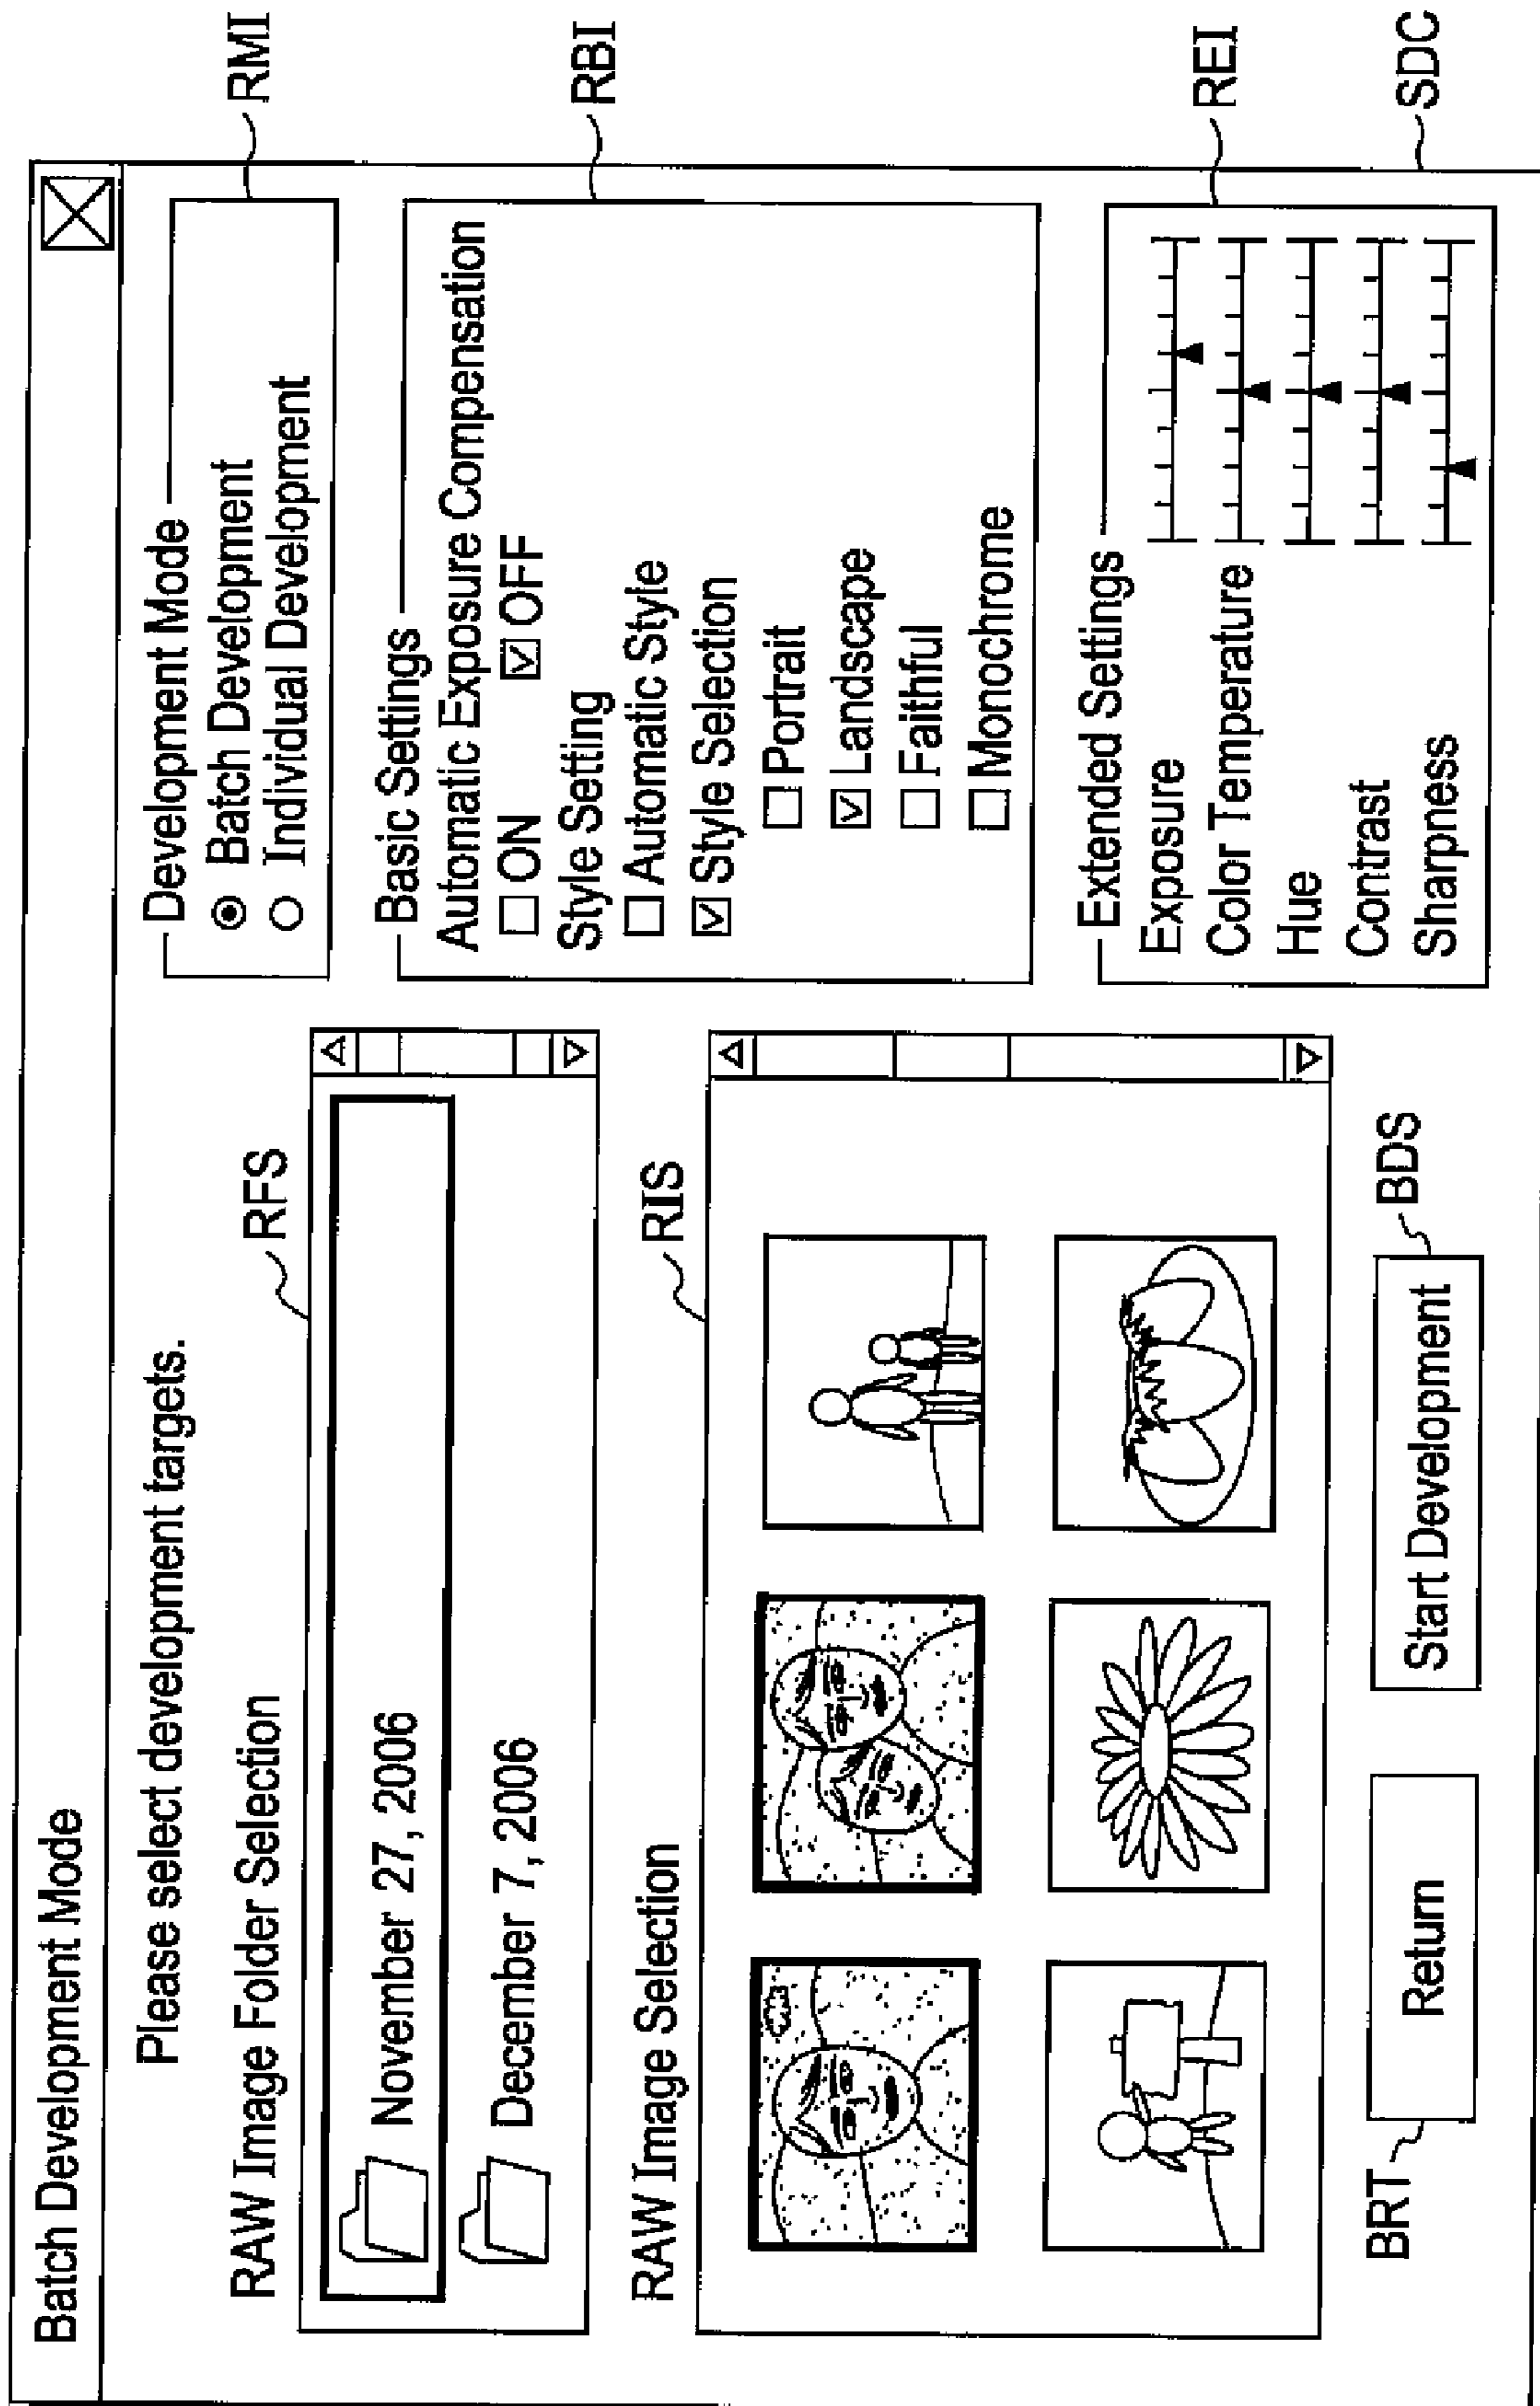 Batch Development Mode
Please select development targets.
RAW Image Folder Selection
RFS
November 27, 2006
December 7, 2006
RAW Image Selection
RIS
BRT
Return
Start Development
BDS
Development Mode
Batch Development
Individual Development
RMI
Basic Settings
Automatic Exposure Compensation
ON OFF
Style Setting
Automatic Style
Style Selection
Portrait
Landscape
Faithful
Monochrome
RBI
Extended Settings
Exposure
Color Temperature
Hue
Contrast
Sharpness
REI
SDC